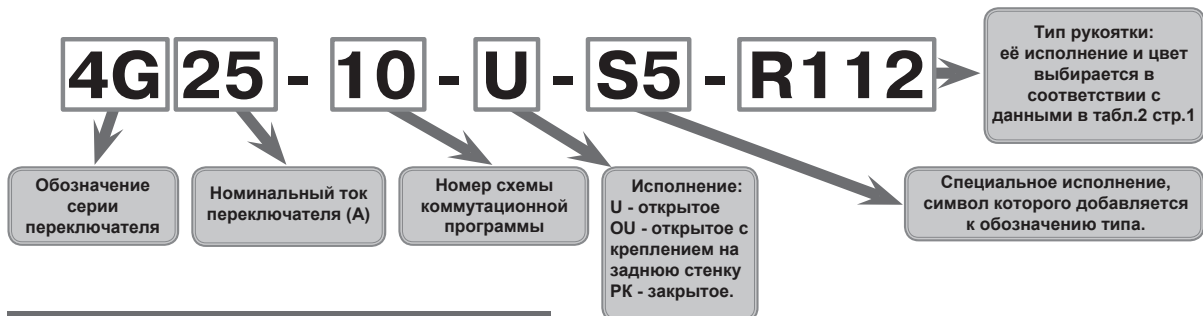 4G 25 - 10 - U - S5 - R112
Тип рукоятки:
её исполнение и цвет
выбирается в
соответствии с
данными в табл.2 стр.1
Обозначение
серии
переключателя
Номинальный ток
переключателя (А)
Номер схемы
коммутационной
программы
Исполнение:
U - открытое
OU - открытое с
креплением на
заднюю стенку
РК - закрытое.
Специальное исполнение,
символ которого добавляется
к обозначению типа.